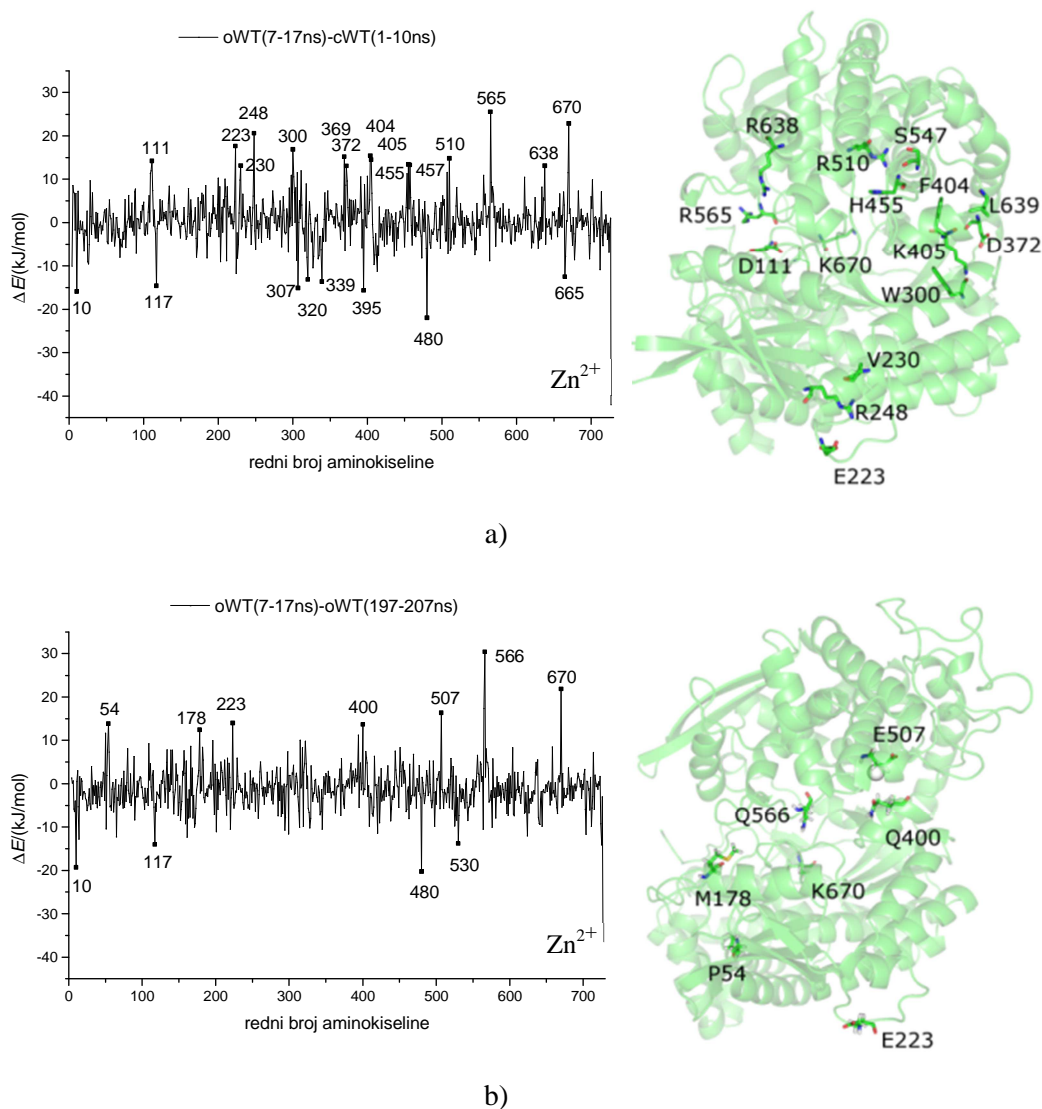 oWT(7-17ns)-cWT(1-10ns)
ΔE/(kJ/mol)
30
20
10
0
-10
-20
-30
-40
0 100 200 300 400 500 600
redni broj aminokiseline
10
111
117
223
230
248
300
307
320
339
369
372
395
404
405
455
457
480
510
565
638
665
670
Zn²⁺
R638
S547
R510
F404
H455
L639
R565
D372
K405
D111
K670
W300
V230
R248
E223
a)
oWT(7-17ns)-oWT(197-207ns)
ΔE/(kJ/mol)
30
20
10
0
-10
-20
-30
-40
0 100 200 300 400 500 600 700
redni broj aminokiseline
10
54
117
178
223
400
480
507
530
566
670
Zn²⁺
E507
Q566
Q400
M178
K670
P54
E223
b)